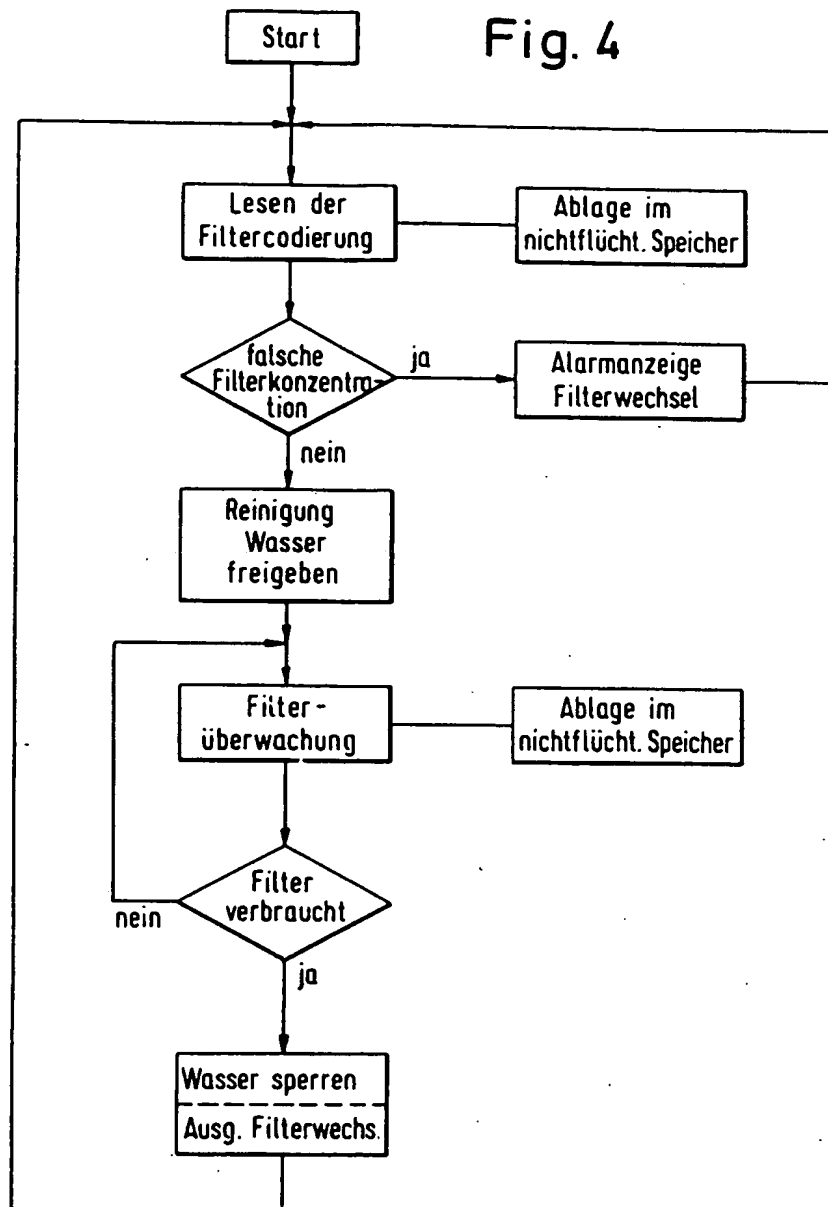 Fig. 4
Start
Lesen der
Filtercodierung
Ablage im
nichtflücht. Speicher
falsche
Filterkonzentra-
tion
ja
Alarmanzeige
Filterwechsel
nein
Reinigung
Wasser
freigeben
Filter-
überwachung
Ablage im
nichtflücht. Speicher
Filter
verbraucht
nein
ja
Wasser sperren
Ausg. Filterwechs.